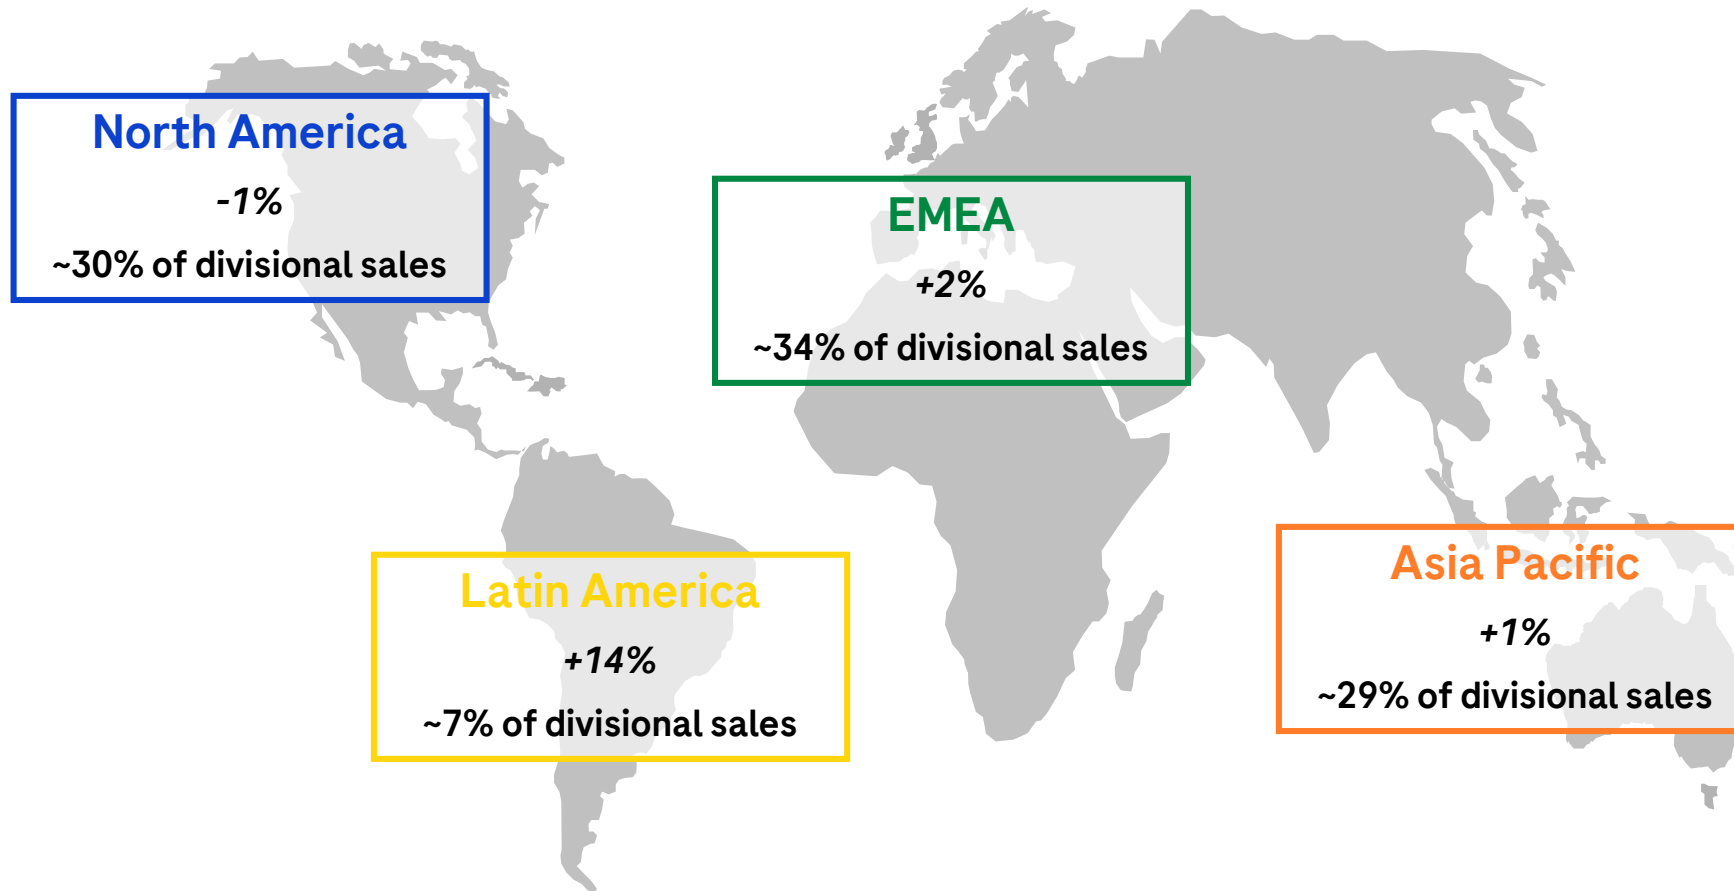 North America
-1%
~30% of divisional sales
EMEA
+2%
~34% of divisional sales
Latin America
+14%
~7% of divisional sales
Asia Pacific
+1%
~29% of divisional sales